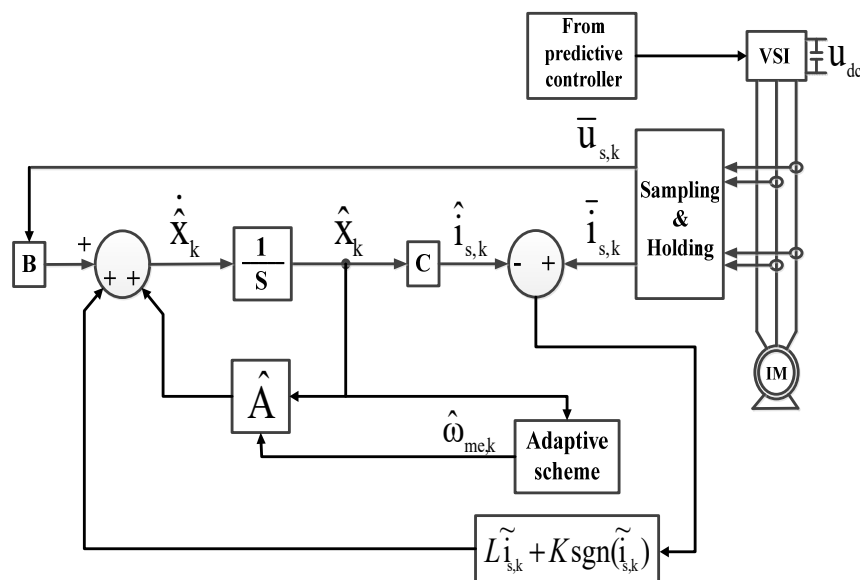 From
predictive
controller
VSI
u_dc
ū_s,k
Sampling
&
Holding
B
+
+ +
x̂̇_k
1/S
x̂_k
C
î_s,k
- +
i̅_s,k
IM
Â
ω̂_me,k
Adaptive
scheme
Lĩ_s,k + K sgn(ĩ_s,k)